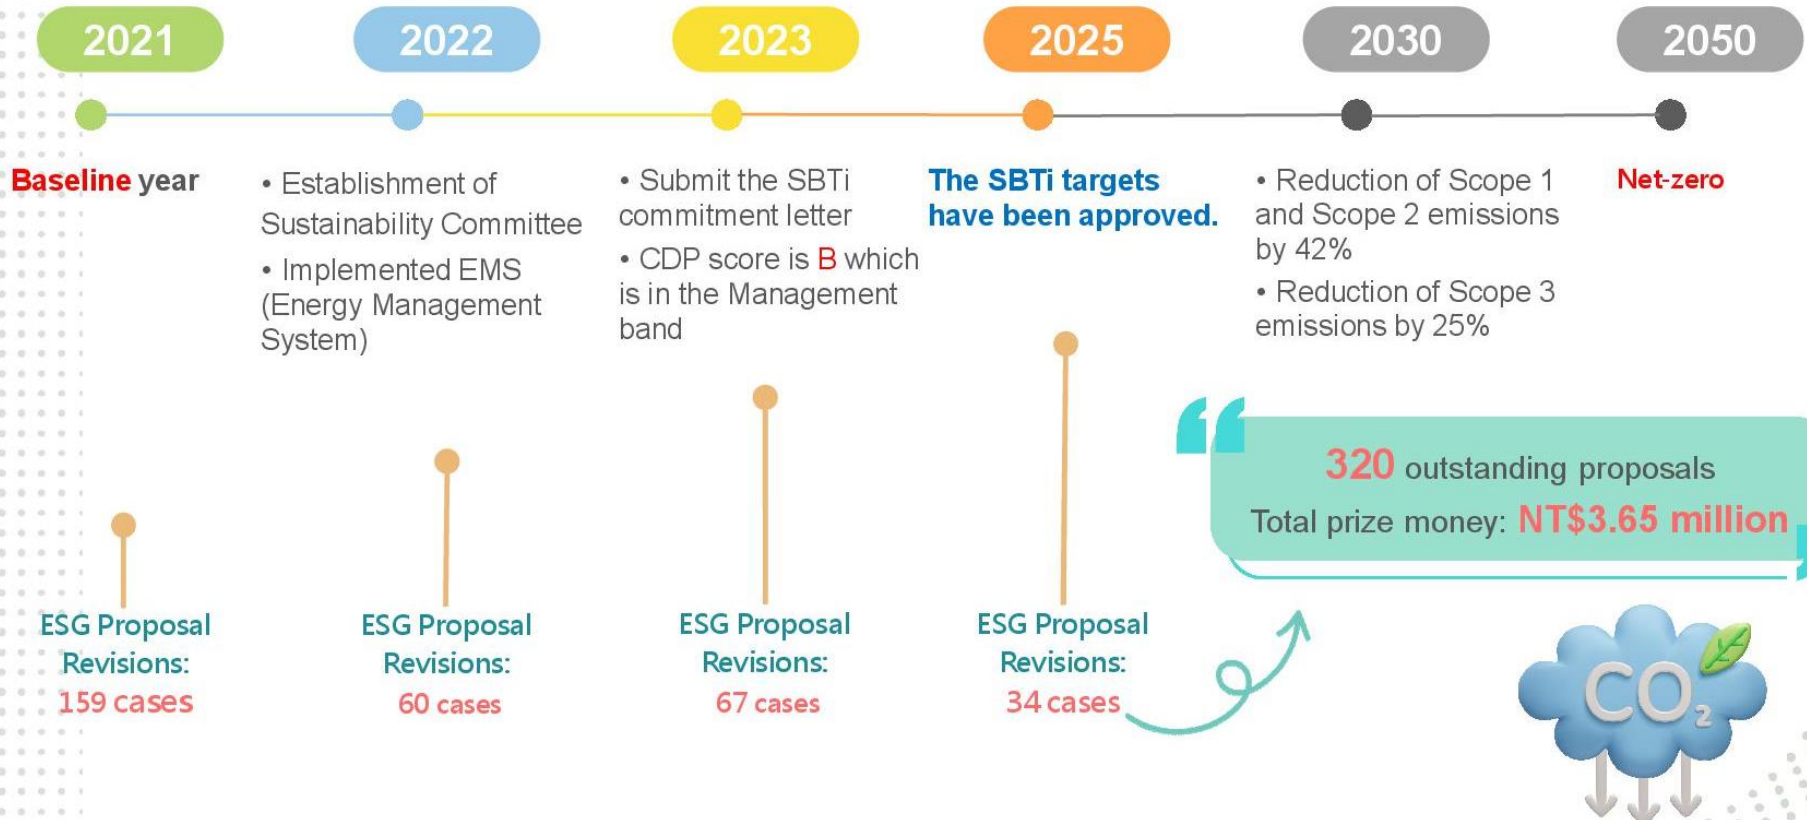 2021
2022
2023
2025
2030
2050
Baseline year
• Establishment of
Sustainability Committee
• Implemented EMS
(Energy Management
System)
• Submit the SBTi
commitment letter
• CDP score is B which
is in the Management
band
The SBTi targets
have been approved.
• Reduction of Scope 1
and Scope 2 emissions
by 42%
• Reduction of Scope 3
emissions by 25%
Net-zero
“
320 outstanding proposals
Total prize money: NT$3.65 million
ESG Proposal
Revisions:
159 cases
ESG Proposal
Revisions:
60 cases
ESG Proposal
Revisions:
67 cases
ESG Proposal
Revisions:
34 cases
CO₂